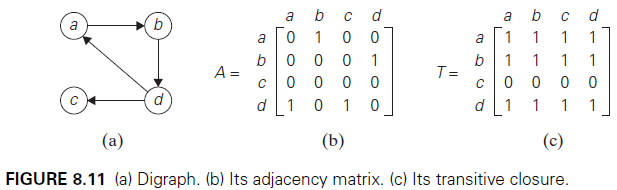 a b c d
a b c d
a b
a 0 1 0 0
a 1 1 1 1
b 0 0 0 1
b 1 1 1 1
A =
T =
c 0 0 0 0
c 0 0 0 0
c d
d 1 0 1 0
d 1 1 1 1
(a) (b) (c)
FIGURE 8.11 (a) Digraph. (b) Its adjacency matrix. (c) Its transitive closure.